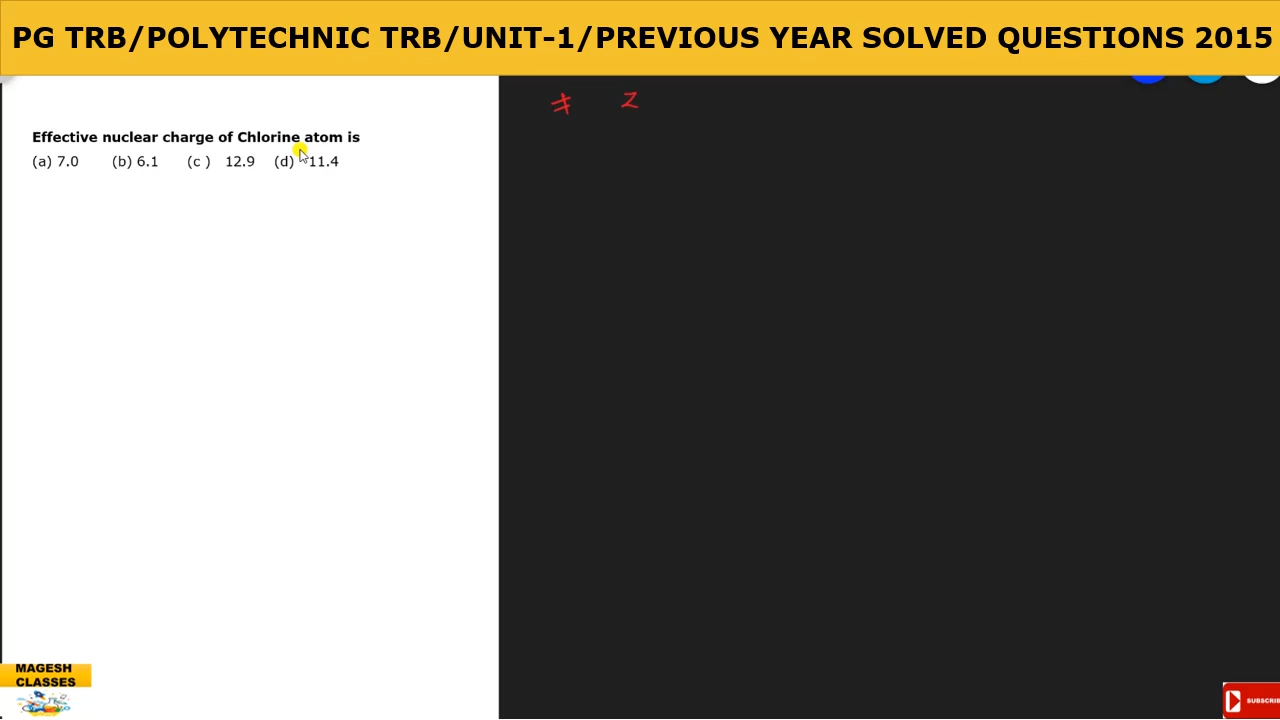 PG TRB/POLYTECHNIC TRB/UNIT-1/PREVIOUS YEAR SOLVED QUESTIONS 2015
≠ Z
Effective nuclear charge of Chlorine atom is
(a) 7.0 (b) 6.1 (c ) 12.9 (d) 11.4
MAGESH
CLASSES